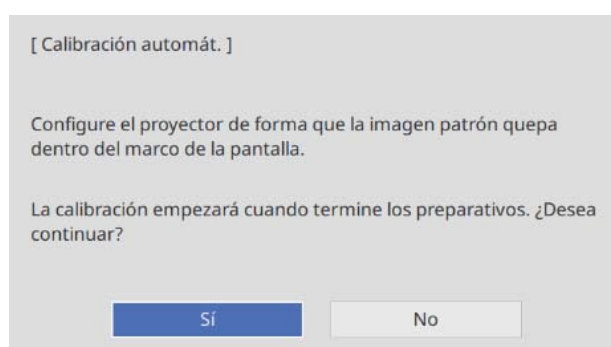 [ Calibración automát. ]
Configure el proyector de forma que la imagen patrón quepa
dentro del marco de la pantalla.
La calibración empezará cuando termine los preparativos. ¿Desea
continuar?
Sí
No